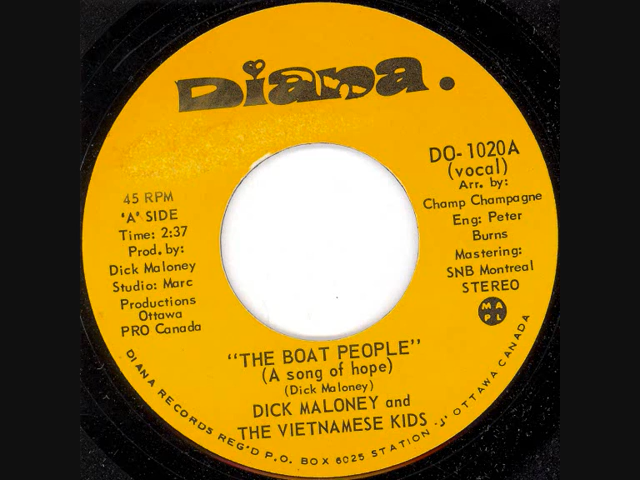 Diana.
DO-1020A
(vocal)
Arr. by:
Champ Champagne
Eng: Peter
Burns
Mastering:
SNB Montreal
STEREO
M A P L
45 RPM
'A' SIDE
Time: 2:37
Prod. by:
Dick Maloney
Studio: Marc
Productions
Ottawa
PRO Canada
"THE BOAT PEOPLE"
(A song of hope)
(Dick Maloney)
DICK MALONEY and
THE VIETNAMESE KIDS
DIANA RECORDS REG'D P.O. BOX 6025 STATION 'J' OTTAWA CANADA